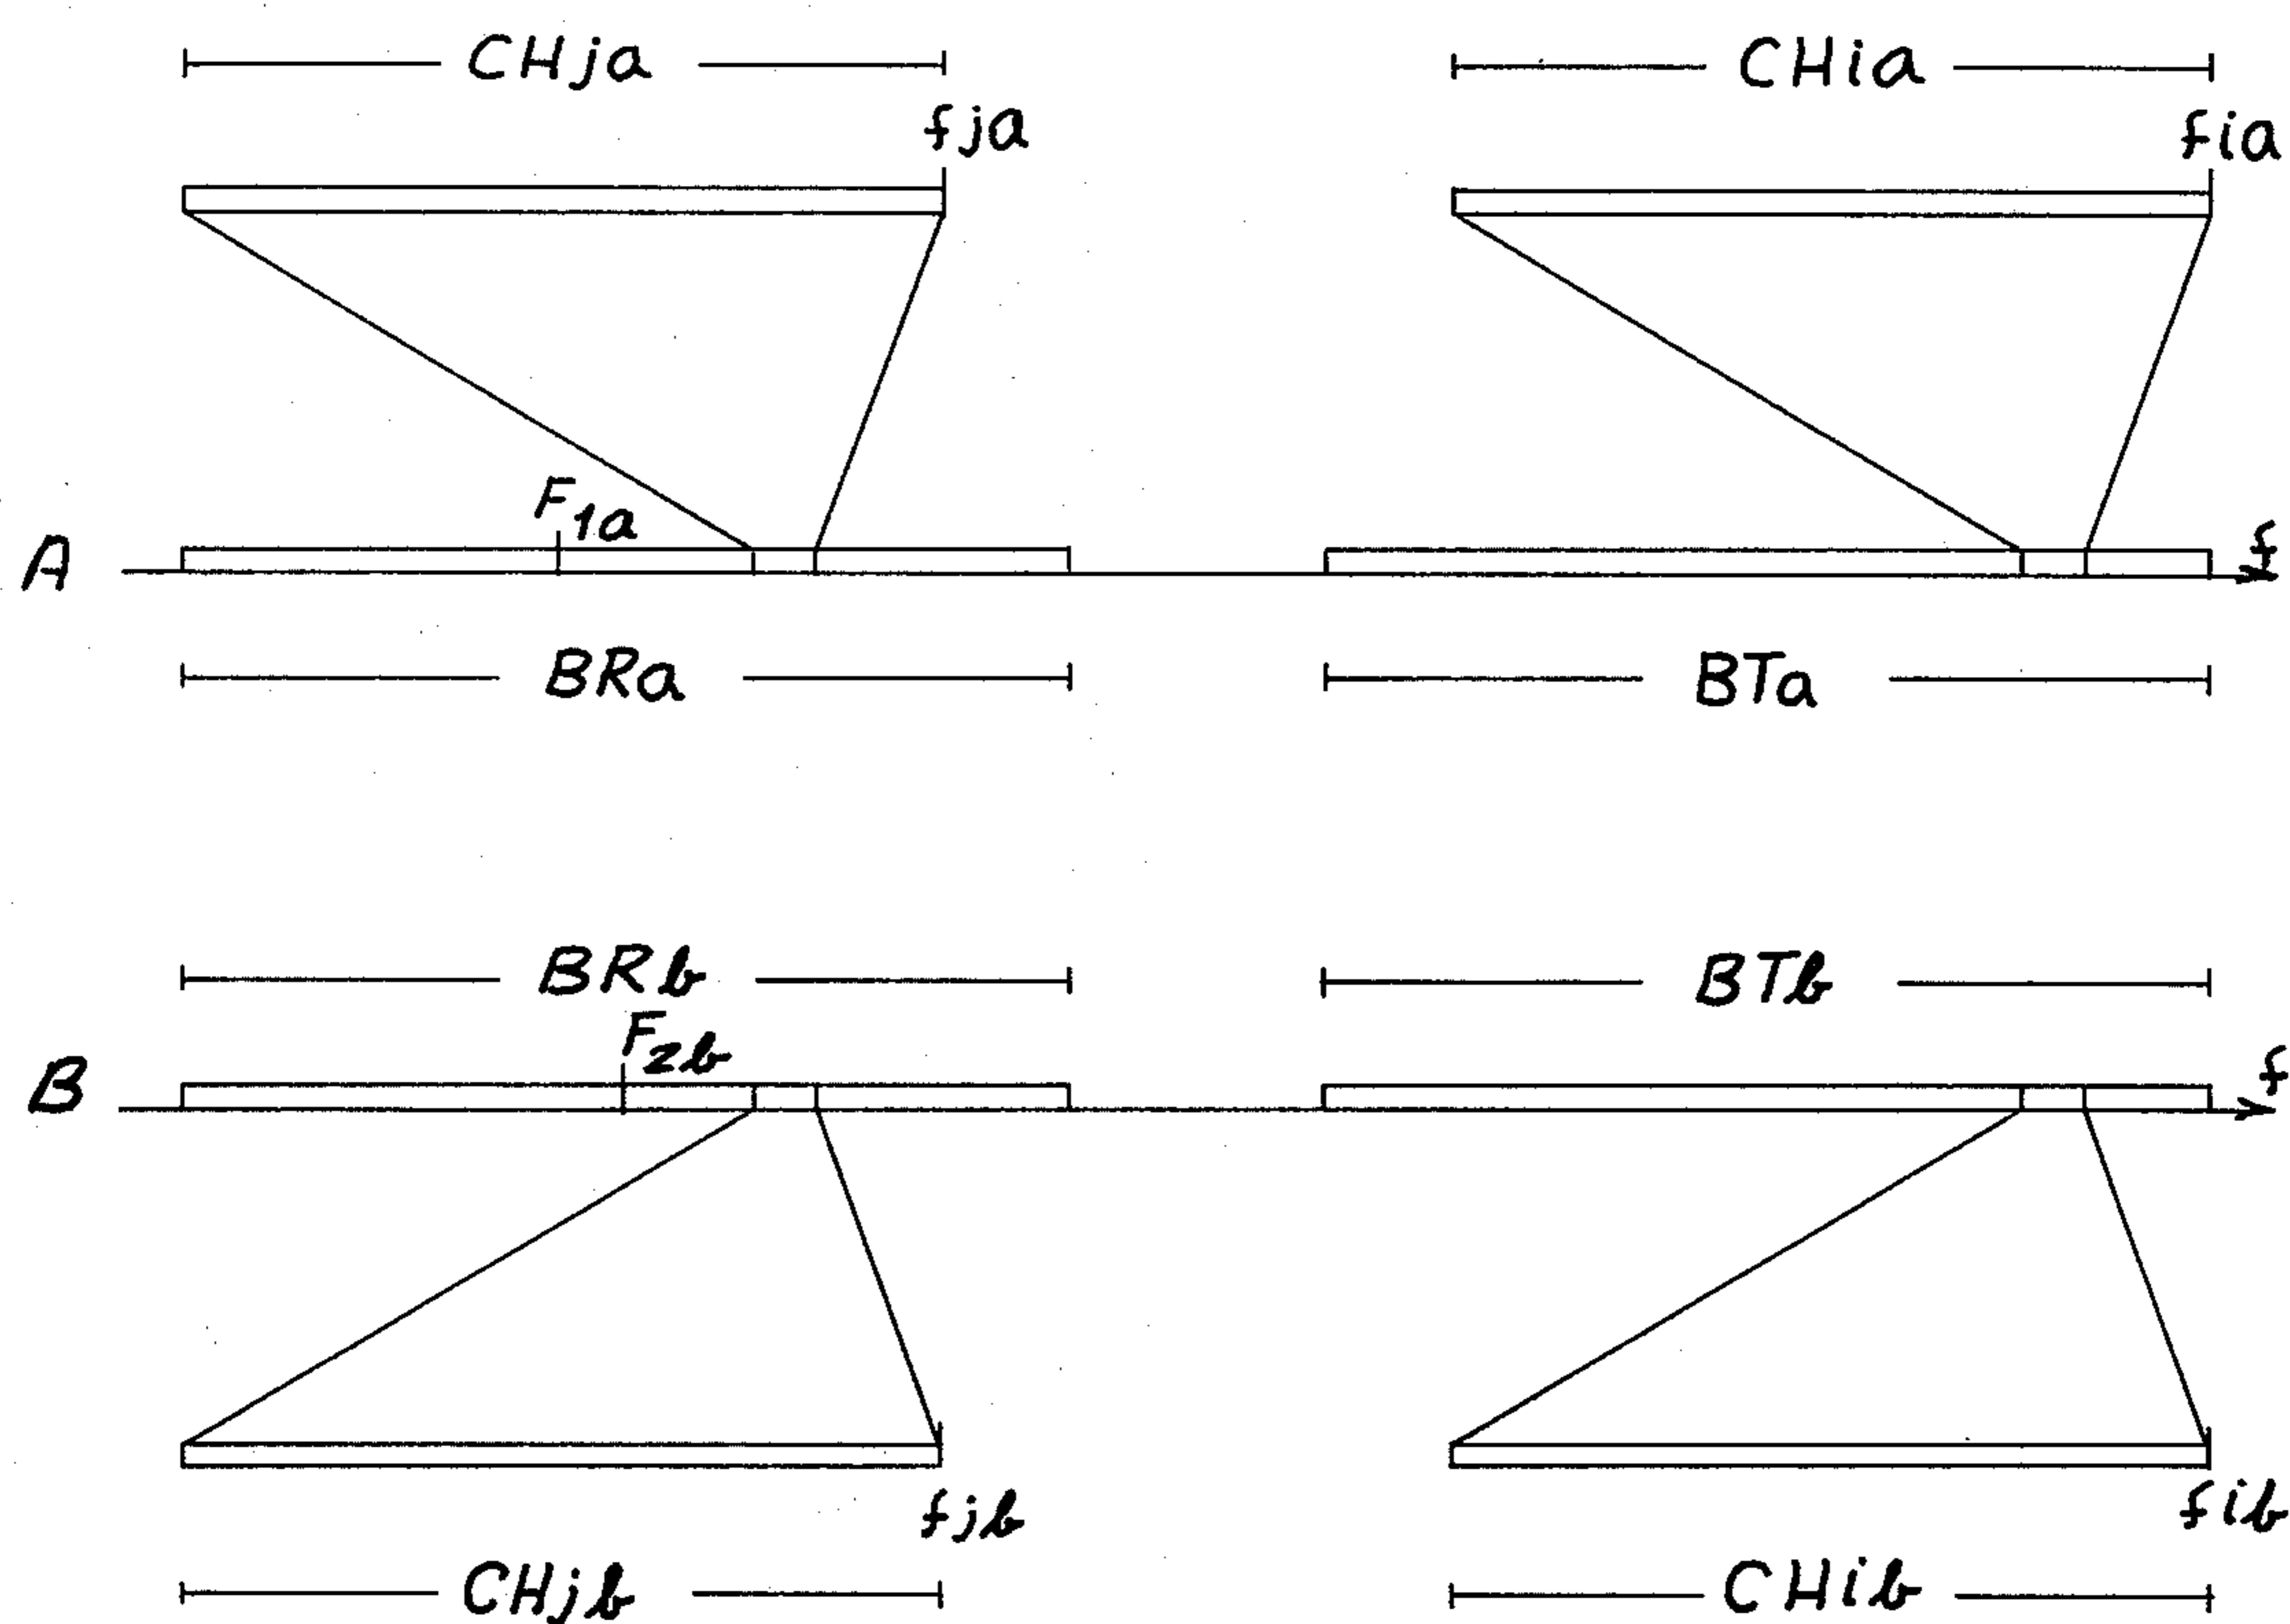 CHja CHia
fja fia
F1a
A f
BRa BTa
BRb BTb
F2b
B f
fjb fib
CHjb CHib